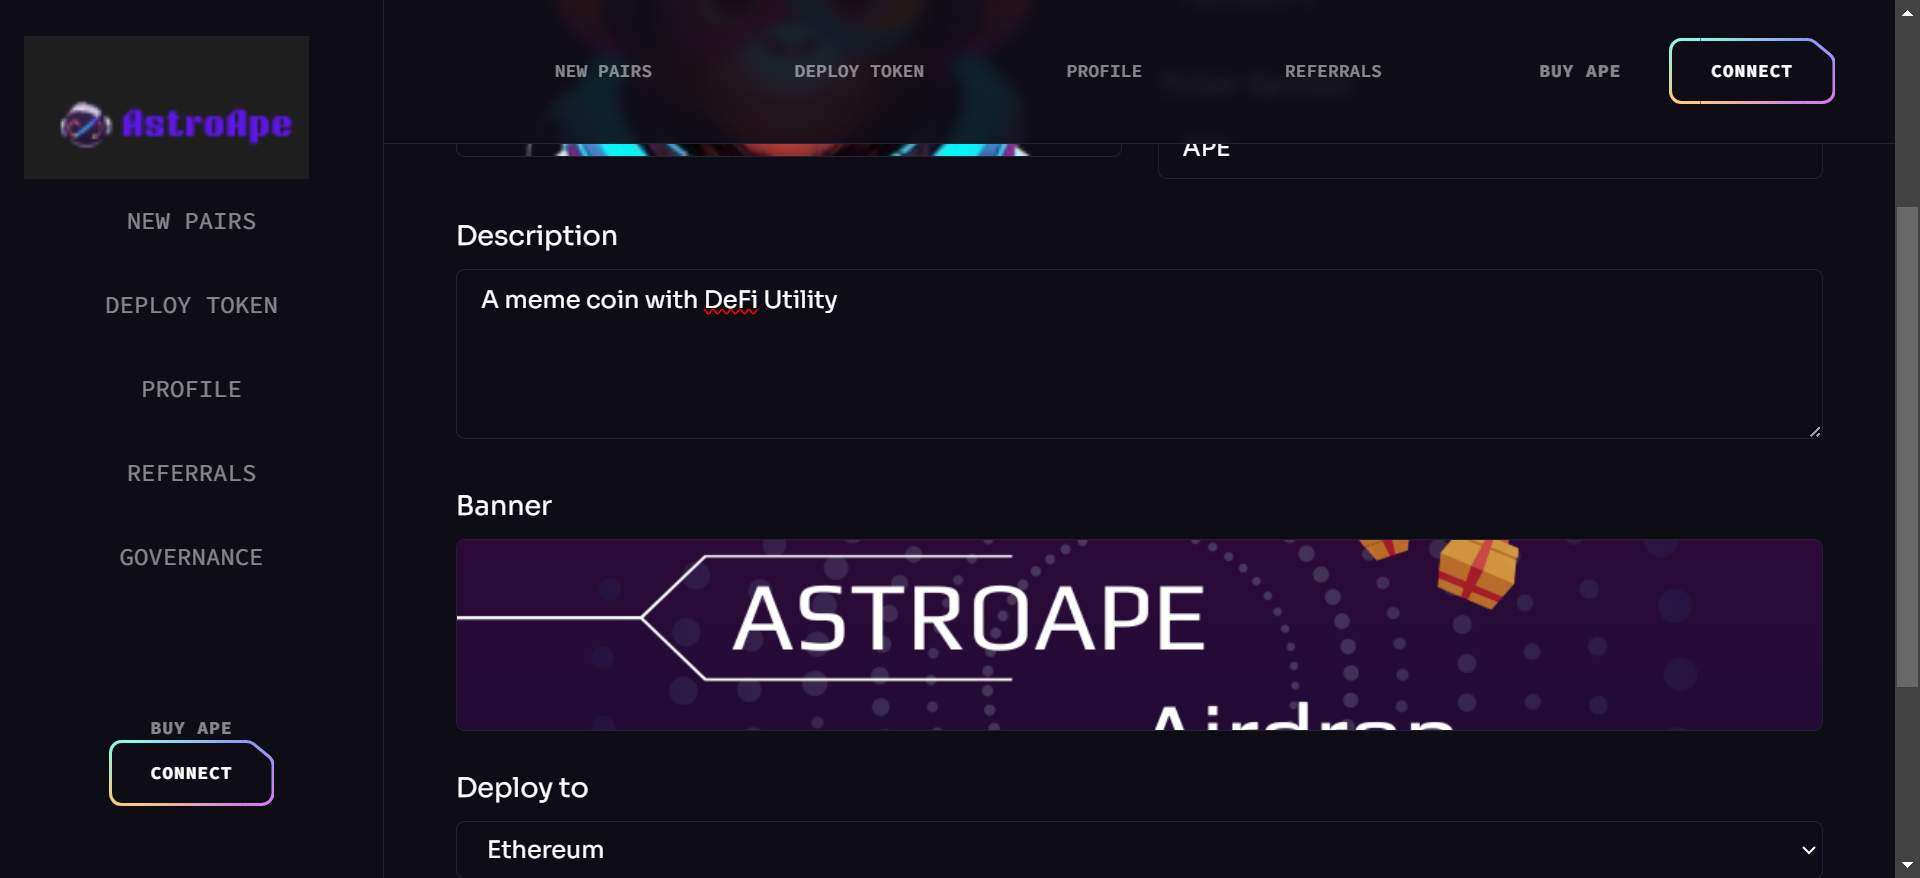 AstroApe
NEW PAIRS
DEPLOY TOKEN
PROFILE
REFERRALS
GOVERNANCE
BUY APE
CONNECT
NEW PAIRS
DEPLOY TOKEN
PROFILE
REFERRALS
BUY APE
CONNECT
APE
Description
A meme coin with DeFi Utility
Banner
ASTROAPE
Airdrop
Deploy to
Ethereum